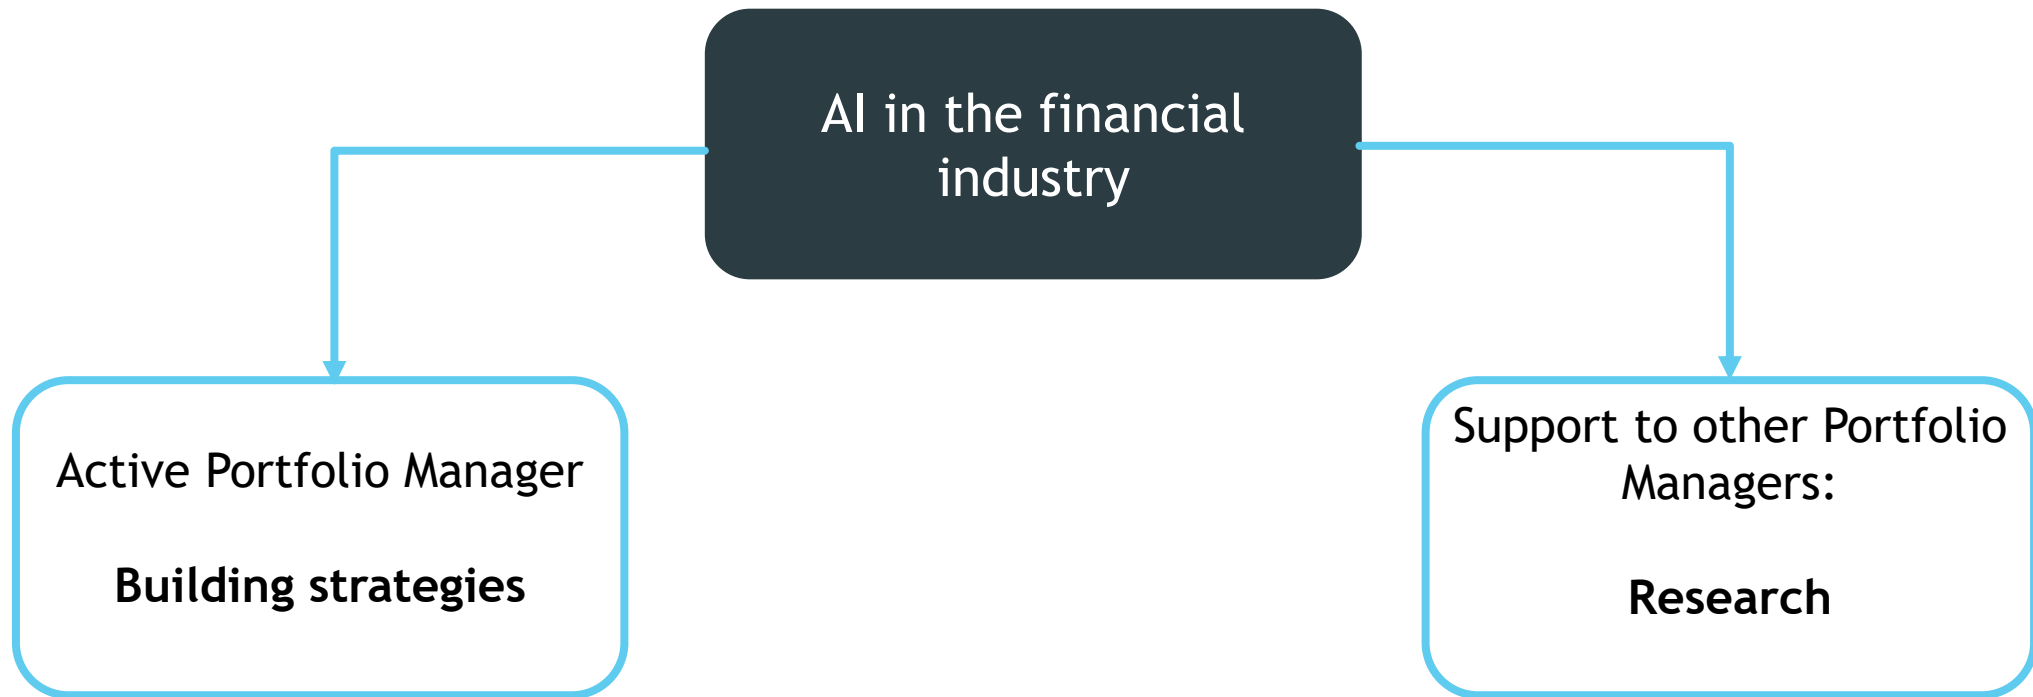 AI in the financial
industry
Active Portfolio Manager
Building strategies
Support to other Portfolio
Managers:
Research